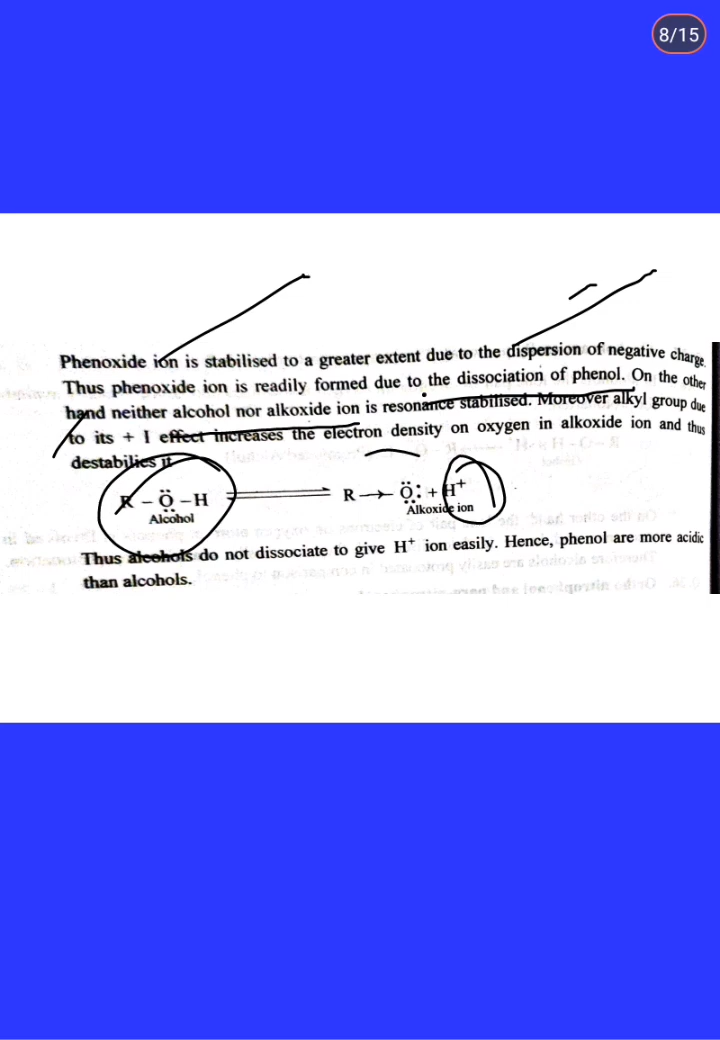 8/15
Phenoxide ion is stabilised to a greater extent due to the dispersion of negative charge.
Thus phenoxide ion is readily formed due to the dissociation of phenol. On the other
hand neither alcohol nor alkoxide ion is resonance stabilised. Moreover alkyl group due
to its + I effect increases the electron density on oxygen in alkoxide ion and thus
destabilies it
R – Ö – H ⇌ R → Ö: + H⁺
Alcohol Alkoxide ion
Thus alcohols do not dissociate to give H⁺ ion easily. Hence, phenol are more acidic
than alcohols.